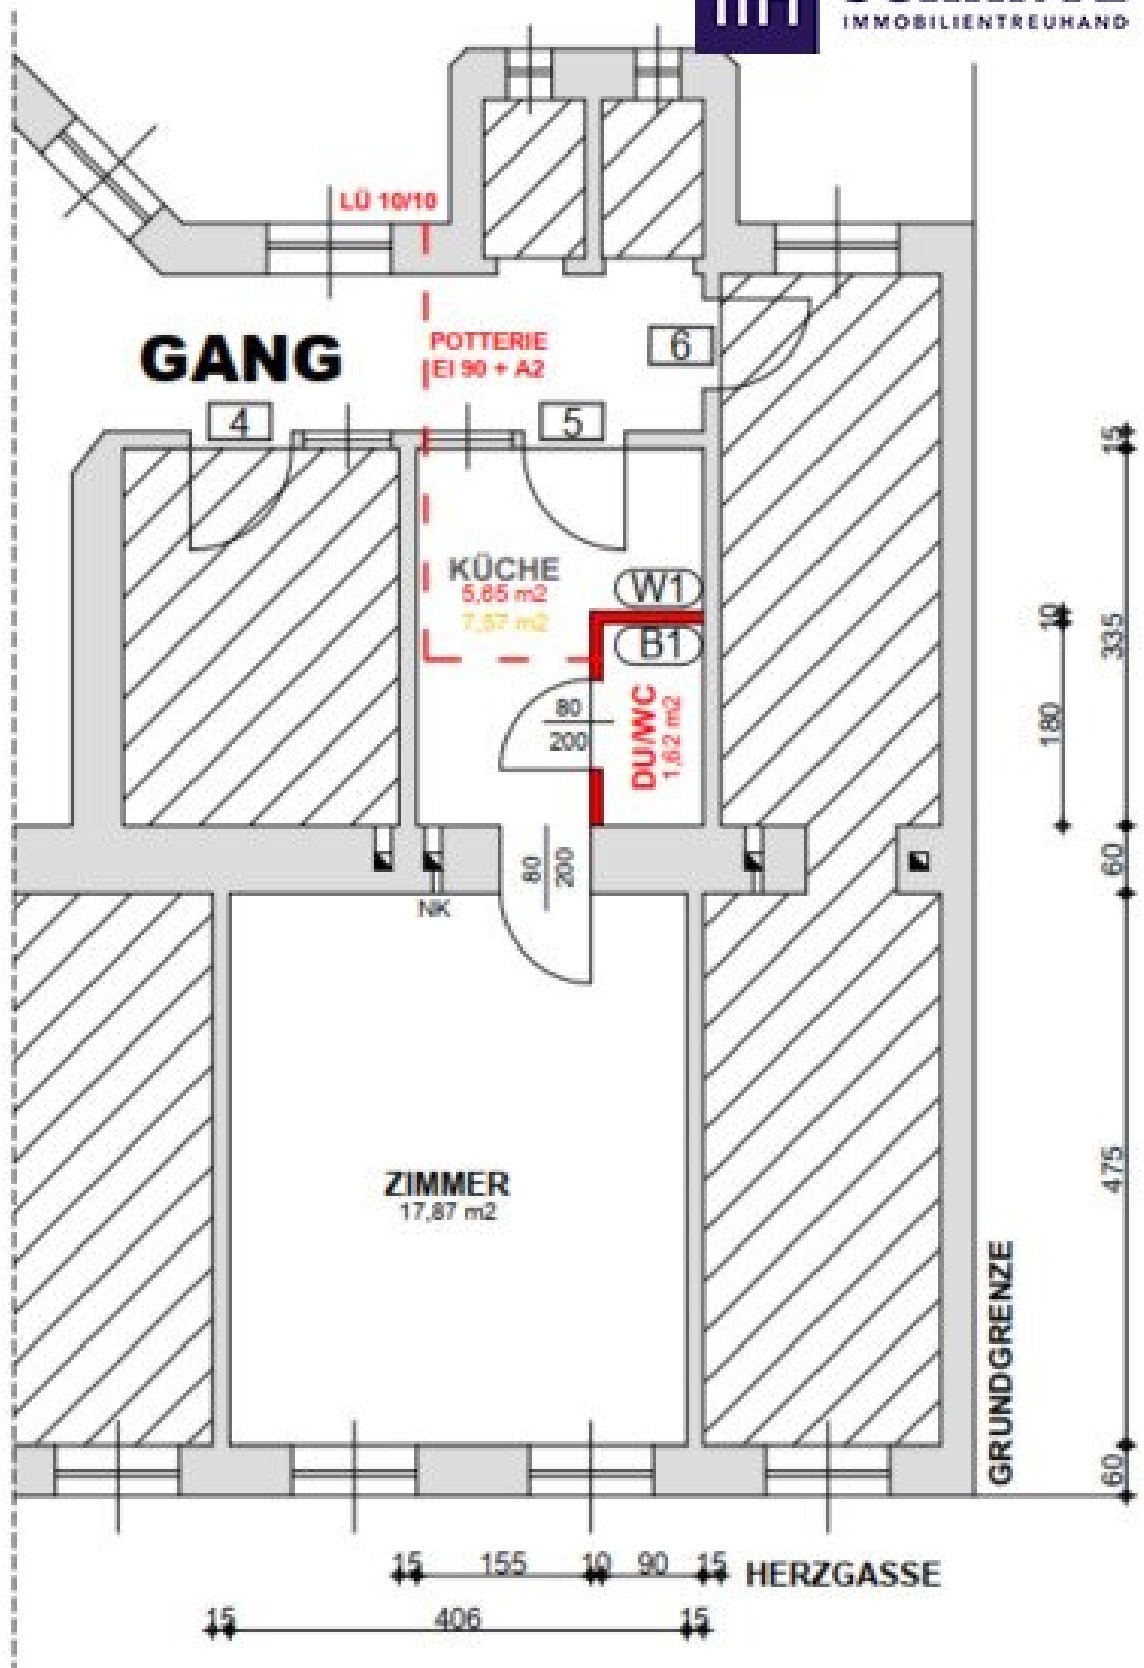 IMMOBILIENTREUHAND
LÜ 10/10
GANG
POTTERIE
EI 90 + A2
6
4
5
KÜCHE
5,65 m2
7,57 m2
W1
B1
DU/WC
1,62 m2
80
200
80
200
NK
ZIMMER
17,87 m2
15
10
335
180
60
475
60
GRUNDGRENZE
15
155
10
90
15
HERZGASSE
15
406
15